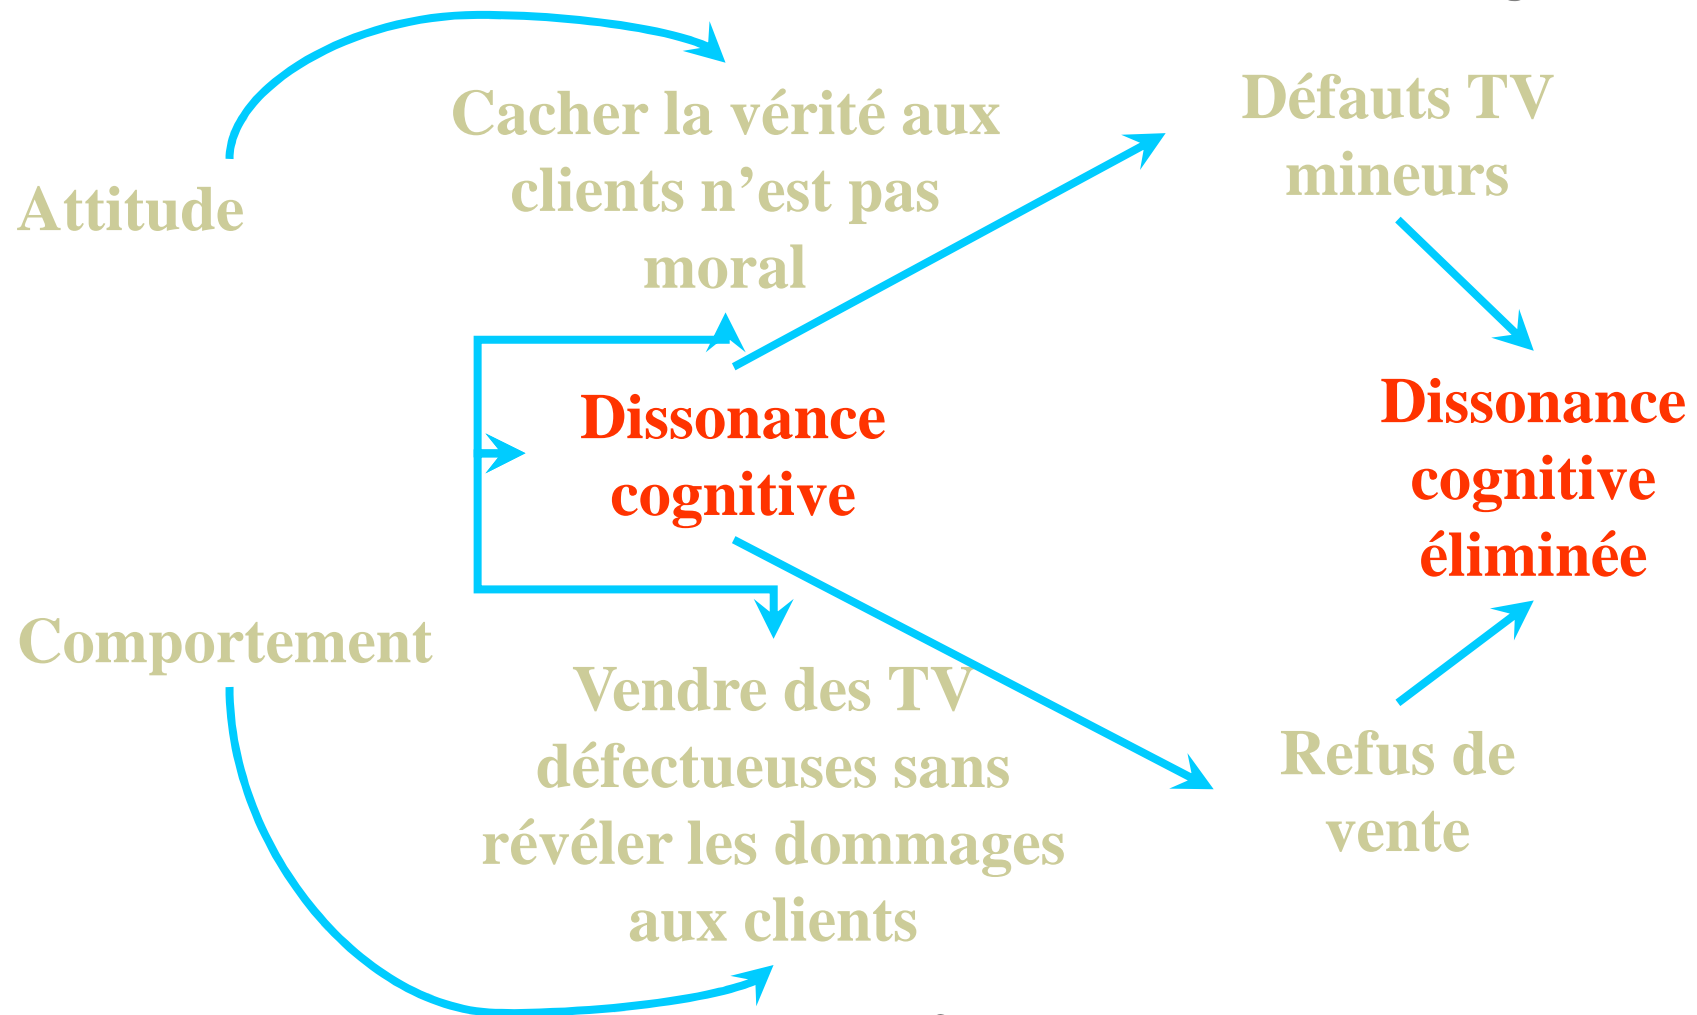 Attitude
Cacher la vérité aux
clients n’est pas
moral
Défauts TV
mineurs
Dissonance
cognitive
Dissonance
cognitive
éliminée
Comportement
Vendre des TV
défectueuses sans
révéler les dommages
aux clients
Refus de
vente